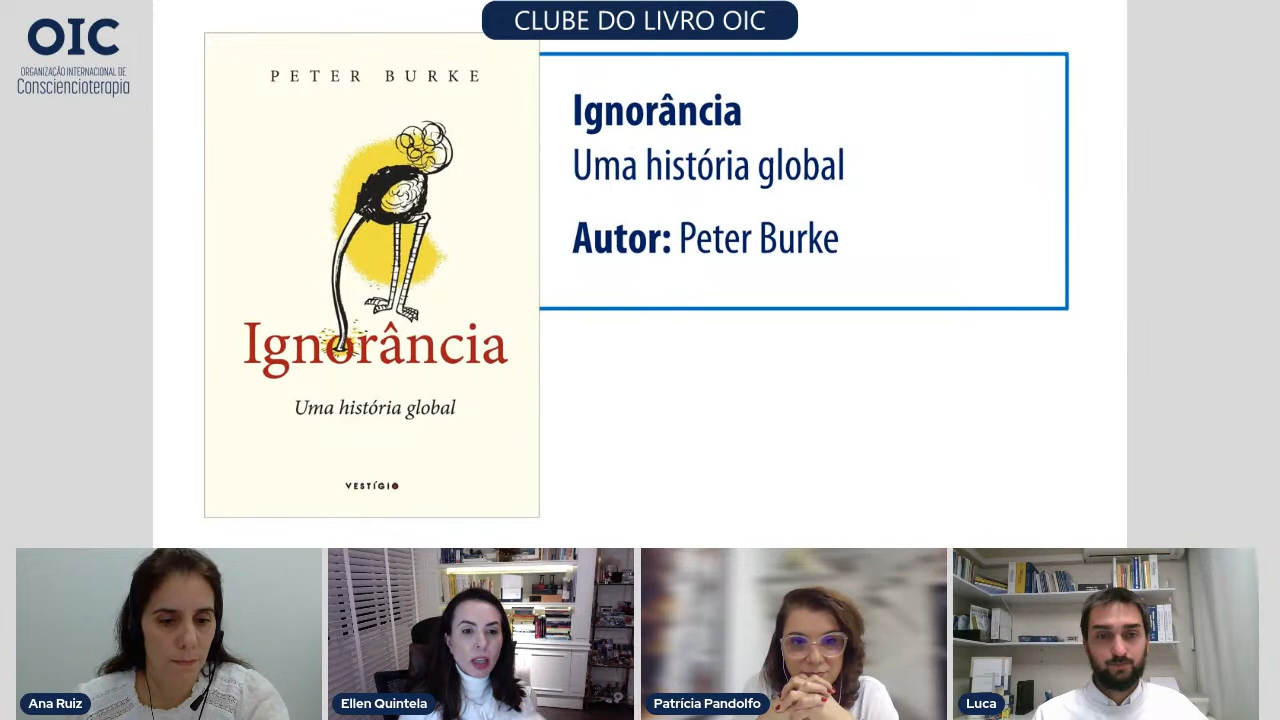 OIC
ORGANIZAÇÃO INTERNACIONAL DE
Consciencioterapia
CLUBE DO LIVRO OIC
PETER BURKE
Ignorância
Uma história global
VESTÍGIO
Ignorância
Uma história global
Autor: Peter Burke
Ana Ruiz
Ellen Quintela
Patrícia Pandolfo
Luca